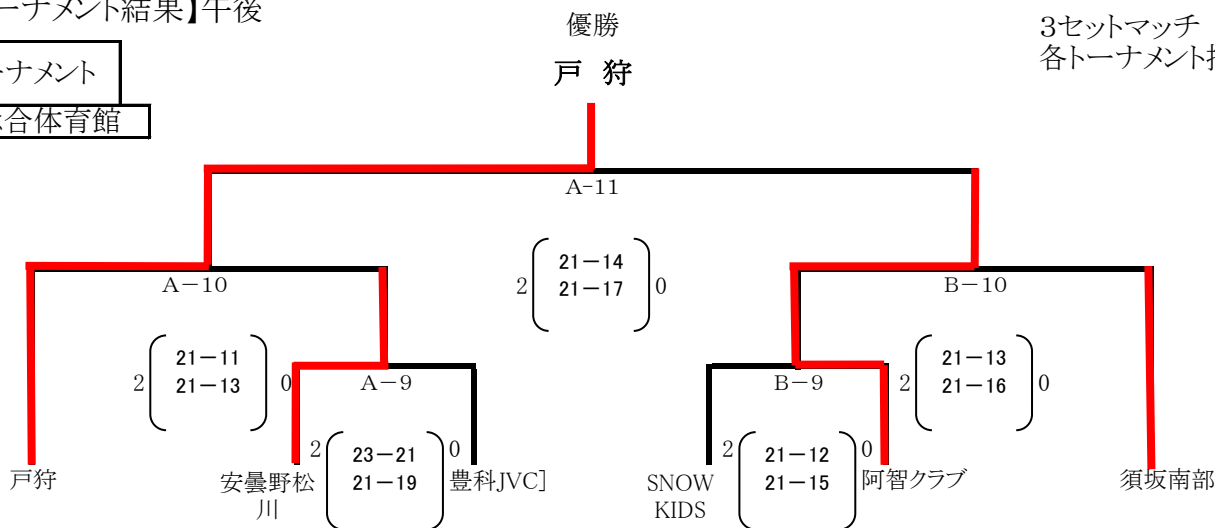 ーナメント結果】午後
優勝
3セットマッチ
各トーナメント
ーナメント
戸 狩
合体育館
A-11
21-14
2 21-17 0
A-10
B-10
21-11
2 21-13 0
A-9
B-9
21-13
2 21-16 0
2 23-21 0
21-19
2 21-12 0
21-15
戸狩
安曇野松
川
豊科JVC]
SNOW
KIDS
阿智クラブ
須坂南部